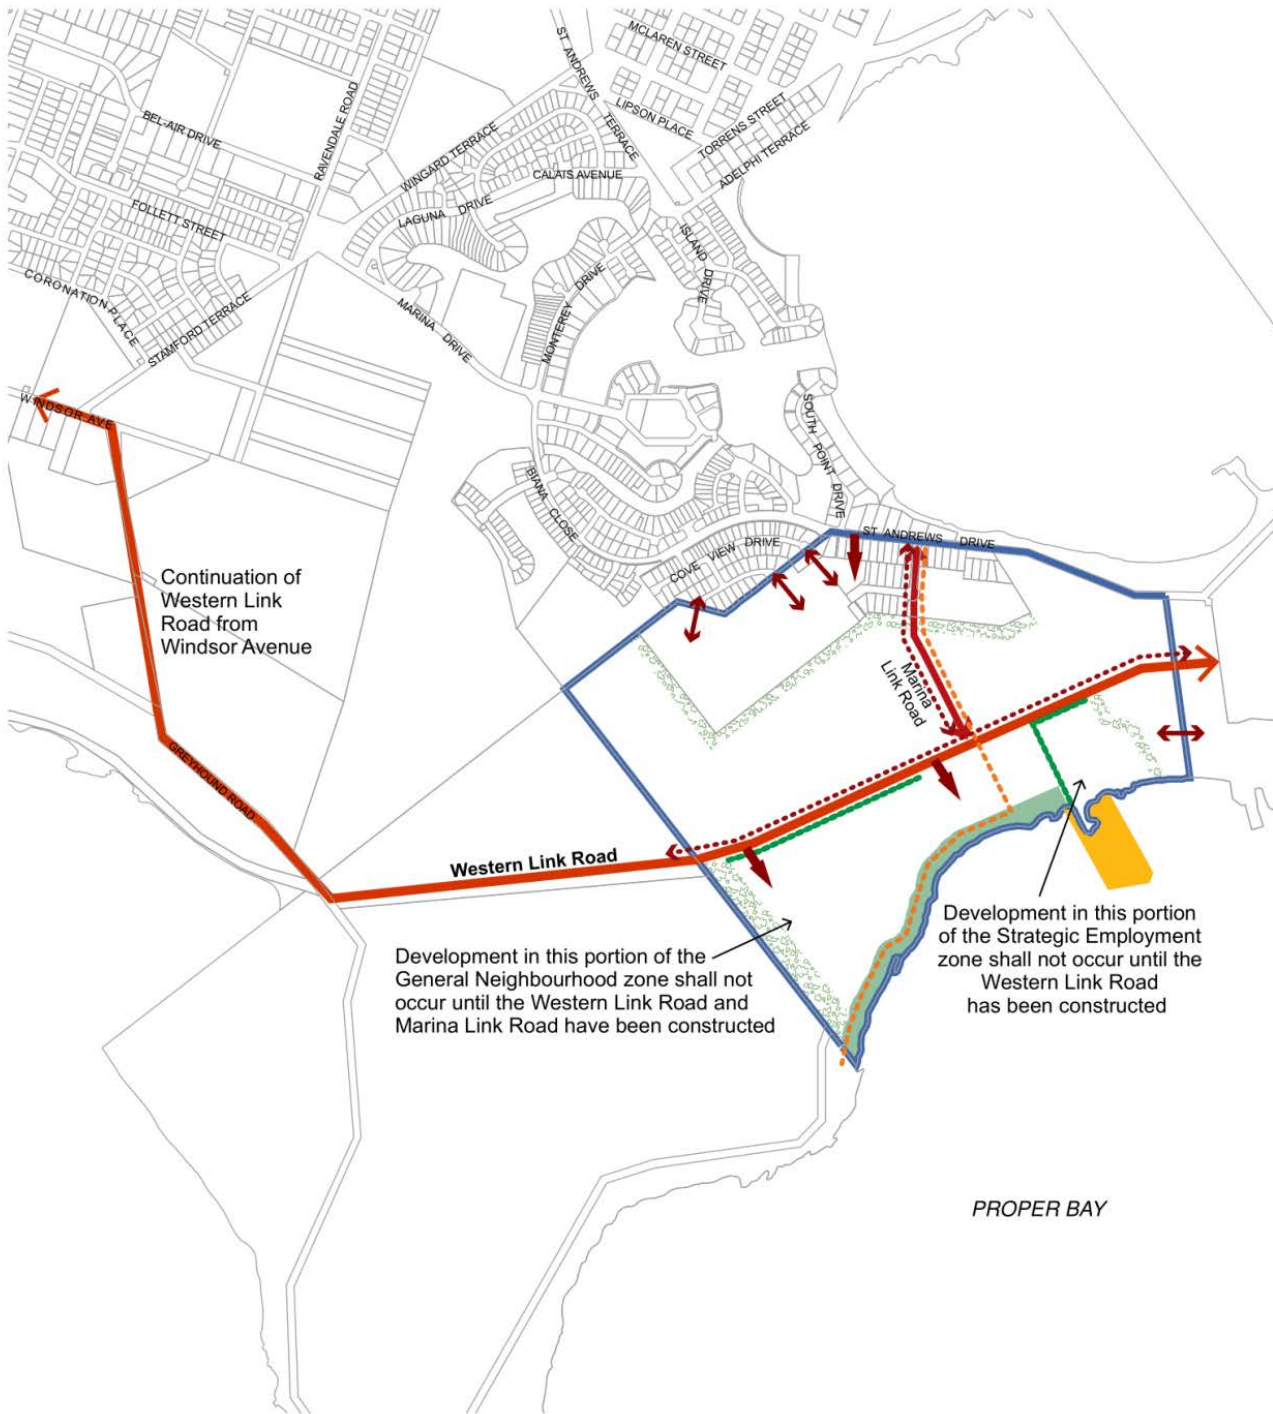 MCLAREN STREET
ST ANDREWS TERRACE
LIPSON PLACE
TORRENS STREET
ADELPHI TERRACE
BEL-AIR DRIVE
RAVENDALE ROAD
WINGARD TERRACE
CALAIS AVENUE
LAGUNA DRIVE
FOLLETT STREET
ISLAND DRIVE
CORONATION PLACE
STAMFORD TERRACE
MARINA DRIVE
MONTEREY DRIVE
WINDSOR AVE
SOUTH POINT DRIVE
BIANA CLOSE
ST ANDREWS DRIVE
COVE VIEW DRIVE
Continuation of
Western Link
Road from
Windsor Avenue
Marina
Link Road
GREYHOUND ROAD
Western Link Road
Development in this portion of the
General Neighbourhood zone shall not
occur until the Western Link Road and
Marina Link Road have been constructed
Development in this portion
of the Strategic Employment
zone shall not occur until the
Western Link Road
has been constructed
PROPER BAY